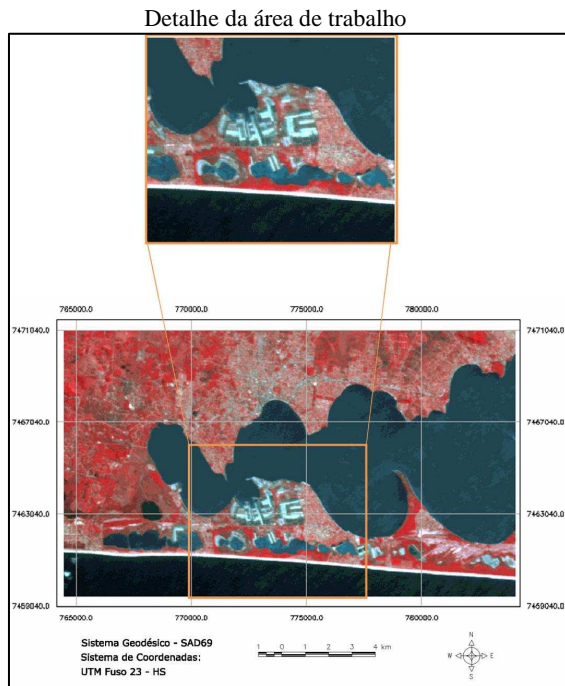 Detalhe da área de trabalho
765000.0 770000.0 775000.0 780000.0
7471040.0 7471040.0
7467040.0 7467040.0
7463040.0 7463040.0
7459040.0 7459040.0
765000.0 770000.0 775000.0 780000.0
Sistema Geodésico - SAD69
Sistema de Coordenadas:
UTM Fuso 23 - HS
1 0 1 2 3 4 km
N
W E
S